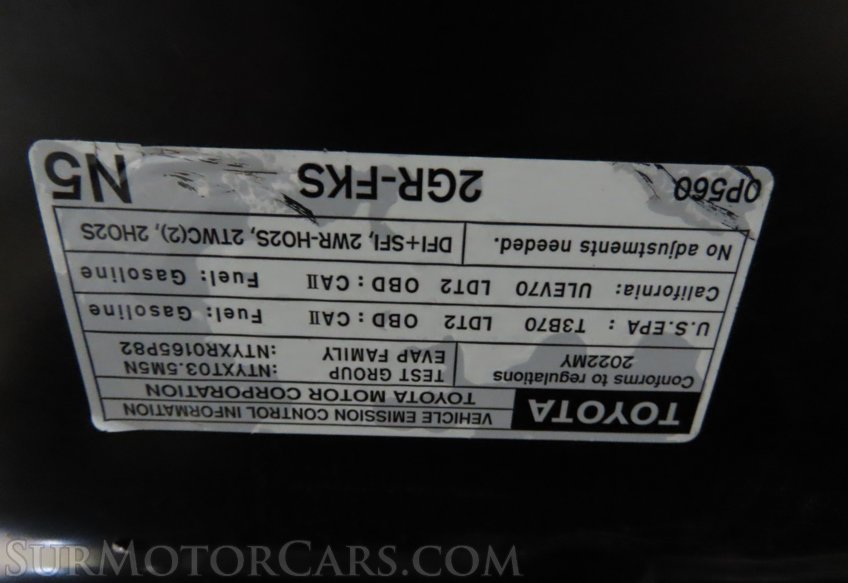 TOYOTA
VEHICLE EMISSION CONTROL INFORMATION
TOYOTA MOTOR CORPORATION
Conforms to regulations
2022MY
TEST GROUP :NTYXT03.5M5N
EVAP FAMILY :NTYXR0165P82
U.S.EPA : T3B70 LDT2 OBD : CAII Fuel: Gasoline
California: ULEV70 LDT2 OBD : CAII Fuel: Gasoline
No adjustments needed. DFI+SFI, 2WR-HO2S, 2TWC(2), 2HO2S
0P560 2GR-FKS N5
SurMotorCars.com